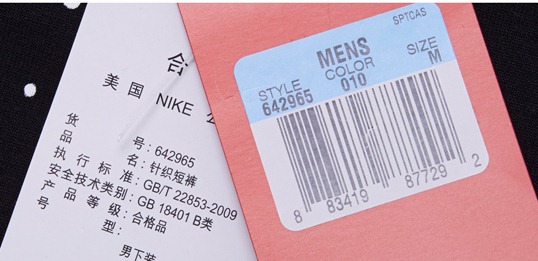 合
美国 NIKE 公
货号：642965
品名：针织短裤
执行标准：GB/T 22853-2009
安全技术类别：GB 18401 B类
产品等级：合格品
号型：
男下装
SPTCAS
MENS
STYLE COLOR SIZE
642965 010 M
8 83419 87729 2